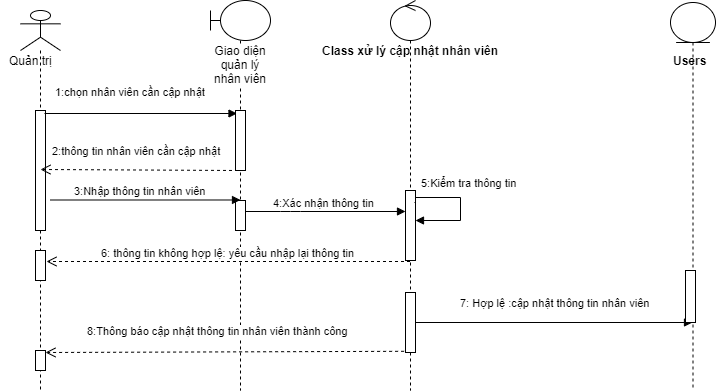 Quản trị
Giao diện
quản lý
nhân viên
Class xử lý cập nhật nhân viên
Users
1:chọn nhân viên cần cập nhật
2:thông tin nhân viên cần cập nhật
3:Nhập thông tin nhân viên
4:Xác nhận thông tin
5:Kiểm tra thông tin
6: thông tin không hợp lệ: yêu cầu nhập lại thông tin
7: Hợp lệ :cập nhật thông tin nhân viên
8:Thông báo cập nhật thông tin nhân viên thành công